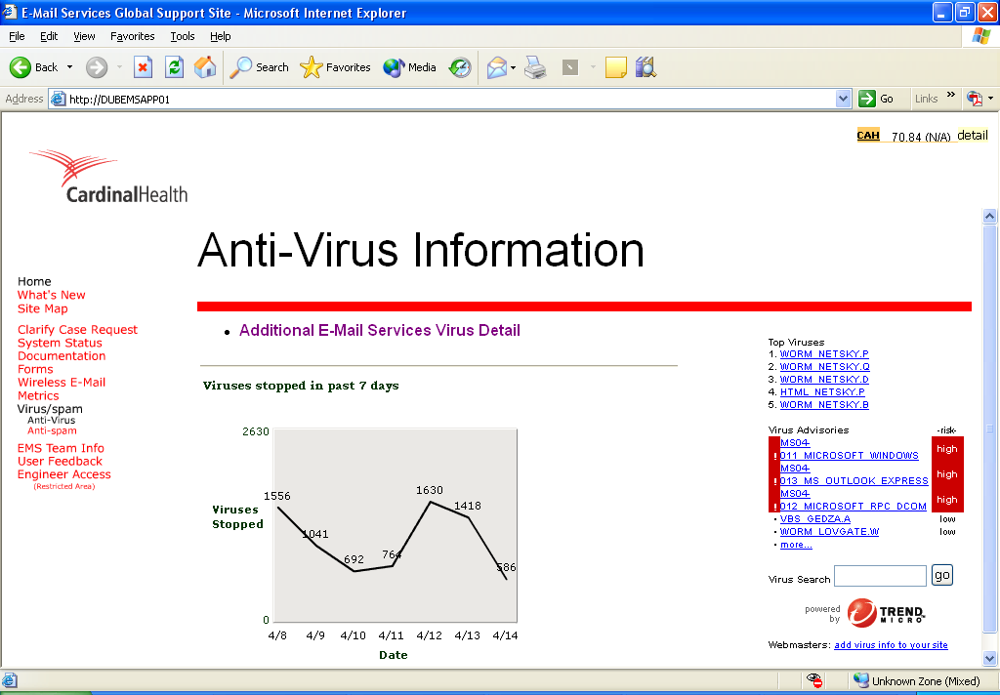 E-Mail Services Global Support Site - Microsoft Internet Explorer
File Edit View Favorites Tools Help
Back Search Favorites Media
Address http://DUBEMSAPP01 Go Links »
CAH 70.84 (N/A) detail
CardinalHealth
Anti-Virus Information
Home
What's New
Site Map
Clarify Case Request
System Status
Documentation
Forms
Wireless E-Mail
Metrics
Virus/spam
Anti-Virus
Anti-spam
EMS Team Info
User Feedback
Engineer Access
(Restricted Area)
• Additional E-Mail Services Virus Detail
Viruses stopped in past 7 days
2630
1556
1041
692
764
1630
1418
586
Viruses
Stopped
0
4/8 4/9 4/10 4/11 4/12 4/13 4/14
Date
Top Viruses
1. WORM_NETSKY.P
2. WORM_NETSKY.Q
3. WORM_NETSKY.D
4. HTML_NETSKY.P
5. WORM_NETSKY.B
Virus Advisories -risk-
MS04-
! 011_MICROSOFT_WINDOWS high
MS04-
! 013_MS_OUTLOOK_EXPRESS high
MS04-
! 012_MICROSOFT_RPC_DCOM high
• VBS_GEDZA.A low
• WORM_LOVGATE.W low
• more...
Virus Search go
powered
by
TREND
MICRO™
Webmasters: add virus info to your site
Unknown Zone (Mixed)